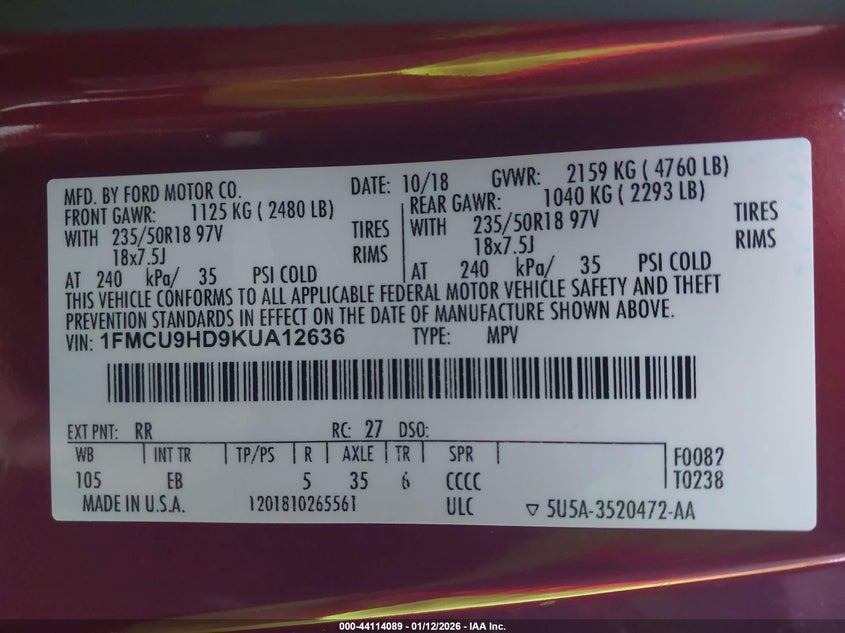 MFD. BY FORD MOTOR CO. DATE: 10/18 GVWR: 2159 KG ( 4760 LB)
FRONT GAWR: 1125 KG ( 2480 LB) REAR GAWR: 1040 KG ( 2293 LB)
WITH 235/50R18 97V TIRES WITH 235/50R18 97V TIRES
18x7.5J RIMS 18x7.5J RIMS
AT 240 kPa/ 35 PSI COLD AT 240 kPa/ 35 PSI COLD
THIS VEHICLE CONFORMS TO ALL APPLICABLE FEDERAL MOTOR VEHICLE SAFETY AND THEFT
PREVENTION STANDARDS IN EFFECT ON THE DATE OF MANUFACTURE SHOWN ABOVE.
VIN: 1FMCU9HD9KUA12636 TYPE: MPV
EXT PNT: RR RC: 27 DSO:
WB INT TR TP/PS R AXLE TR SPR F0082
105 EB 5 35 6 CCCC T0238
MADE IN U.S.A. 1201810265561 ULC ▽ 5U5A-3520472-AA
000-44114089 - 01/12/2026 - IAA Inc.